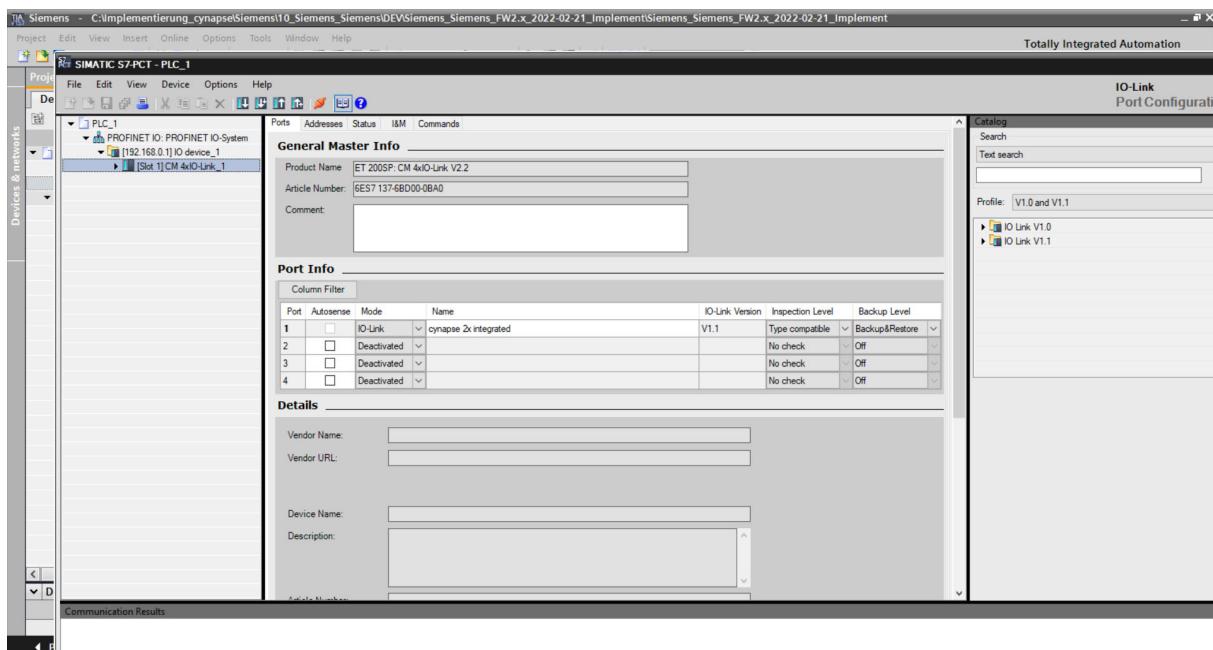 Siemens - C:\Implementierung_cynapse\Siemens\10_Siemens_Siemens\DEV\Siemens_Siemens_FW2.x_2022-02-21_Implement\Siemens_Siemens_FW2.x_2022-02-21_Implement
Project Edit View Insert Online Options Tools Window Help
Totally Integrated Automation
SIMATIC S7-PCT - PLC_1
File Edit View Device Options Help
IO-Link
Port Configurati
Proje
De
Devices & networks
PLC_1
PROFINET IO: PROFINET IO-System
[192.168.0.1] IO device_1
[Slot 1] CM 4xIO-Link_1
Ports Addresses Status I&M Commands
General Master Info
Product Name ET 200SP: CM 4xIO-Link V2.2
Article Number: 6ES7 137-6BD00-0BA0
Comment:
Port Info
Column Filter
Port Autosense Mode Name IO-Link Version Inspection Level Backup Level
1 IO-Link cynapse 2x integrated V1.1 Type compatible Backup&Restore
2 Deactivated No check Off
3 Deactivated No check Off
4 Deactivated No check Off
Details
Vendor Name:
Vendor URL:
Device Name:
Description:
Article Number:
Catalog
Search
Text search
Profile: V1.0 and V1.1
IO Link V1.0
IO Link V1.1
D
Communication Results